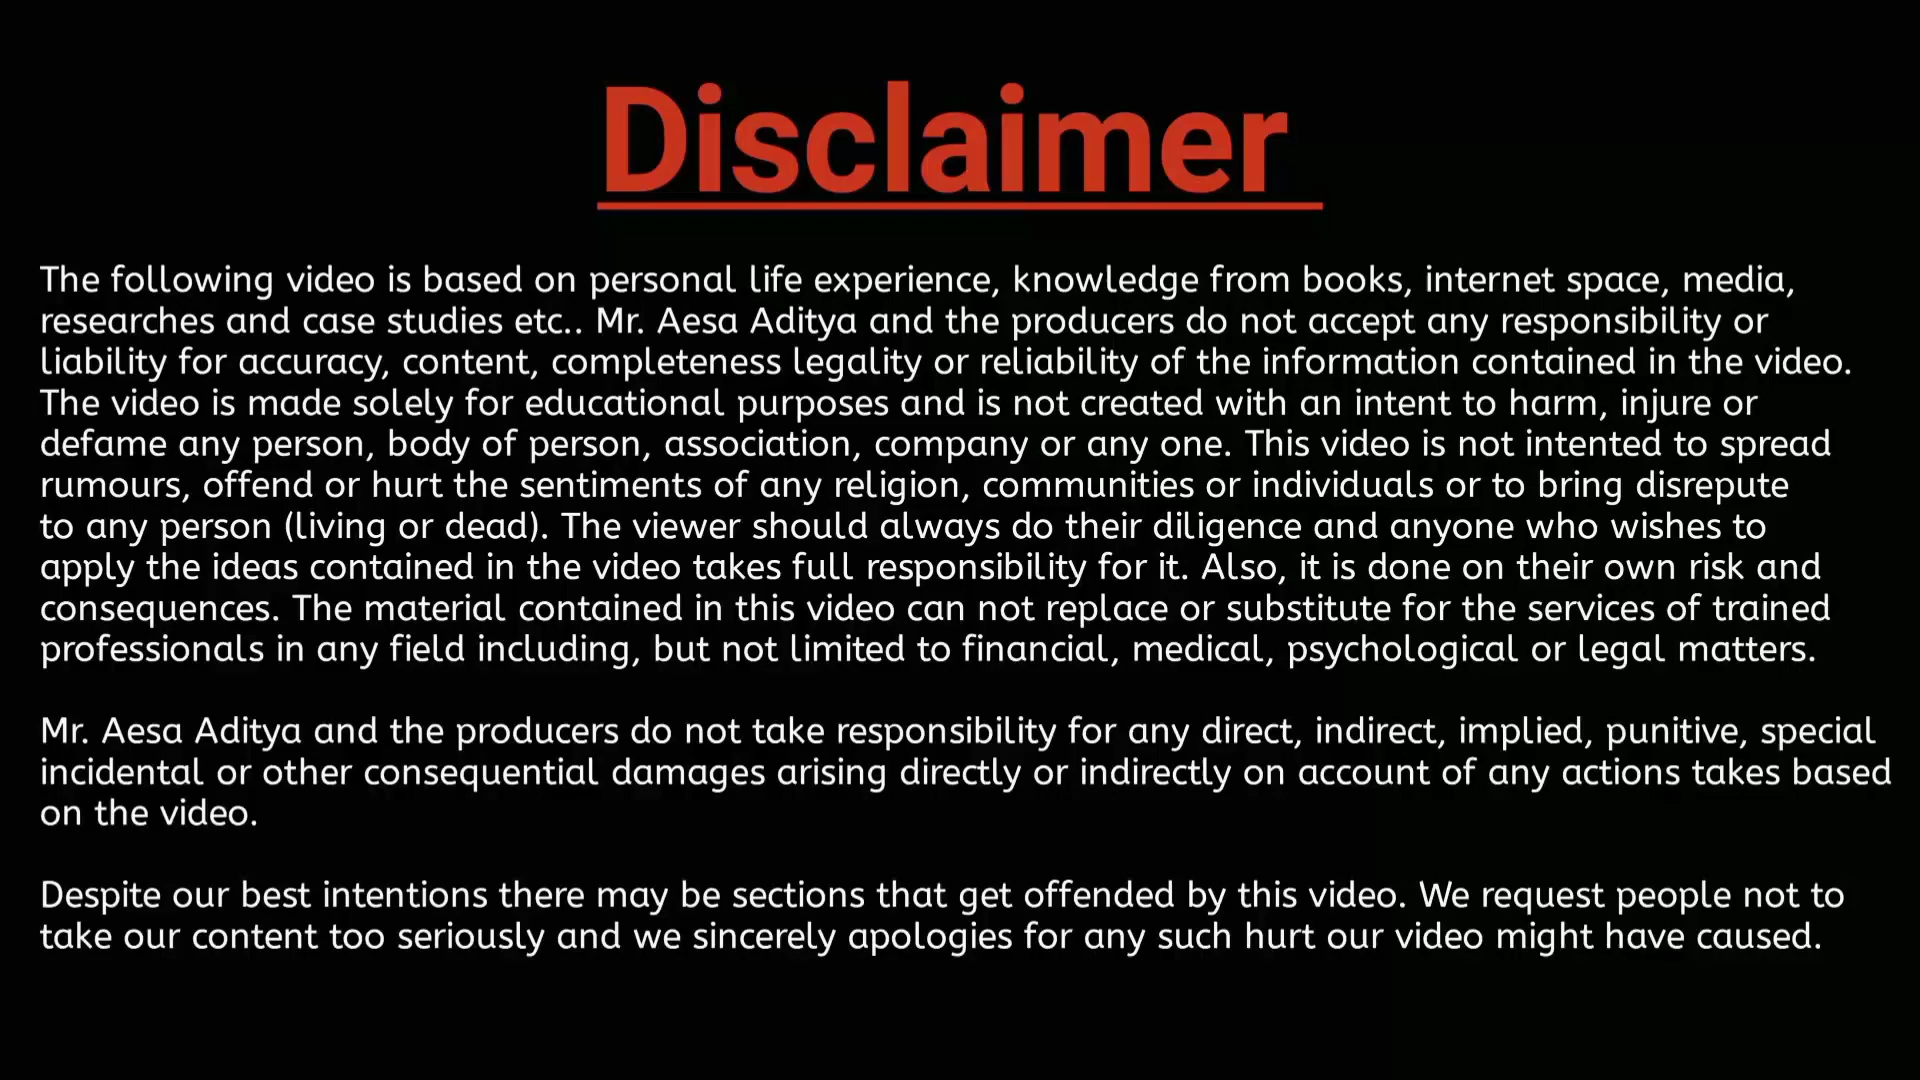 Disclaimer
The following video is based on personal life experience, knowledge from books, internet space, media,
researches and case studies etc.. Mr. Aesa Aditya and the producers do not accept any responsibility or
liability for accuracy, content, completeness legality or reliability of the information contained in the video.
The video is made solely for educational purposes and is not created with an intent to harm, injure or
defame any person, body of person, association, company or any one. This video is not intented to spread
rumours, offend or hurt the sentiments of any religion, communities or individuals or to bring disrepute
to any person (living or dead). The viewer should always do their diligence and anyone who wishes to
apply the ideas contained in the video takes full responsibility for it. Also, it is done on their own risk and
consequences. The material contained in this video can not replace or substitute for the services of trained
professionals in any field including, but not limited to financial, medical, psychological or legal matters.
Mr. Aesa Aditya and the producers do not take responsibility for any direct, indirect, implied, punitive, special
incidental or other consequential damages arising directly or indirectly on account of any actions takes based
on the video.
Despite our best intentions there may be sections that get offended by this video. We request people not to
take our content too seriously and we sincerely apologies for any such hurt our video might have caused.